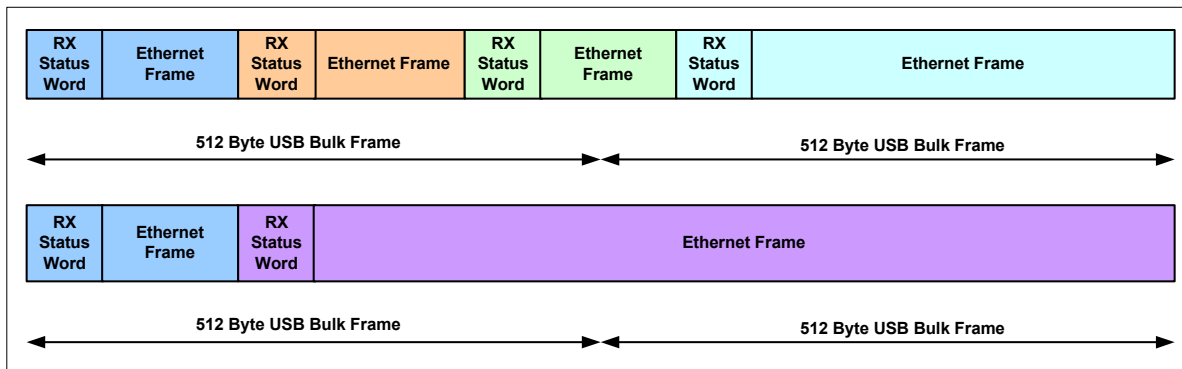 RX
Status
Word
Ethernet
Frame
RX
Status
Word
Ethernet Frame
RX
Status
Word
Ethernet
Frame
RX
Status
Word
Ethernet Frame
512 Byte USB Bulk Frame
512 Byte USB Bulk Frame
RX
Status
Word
Ethernet
Frame
RX
Status
Word
Ethernet Frame
512 Byte USB Bulk Frame
512 Byte USB Bulk Frame